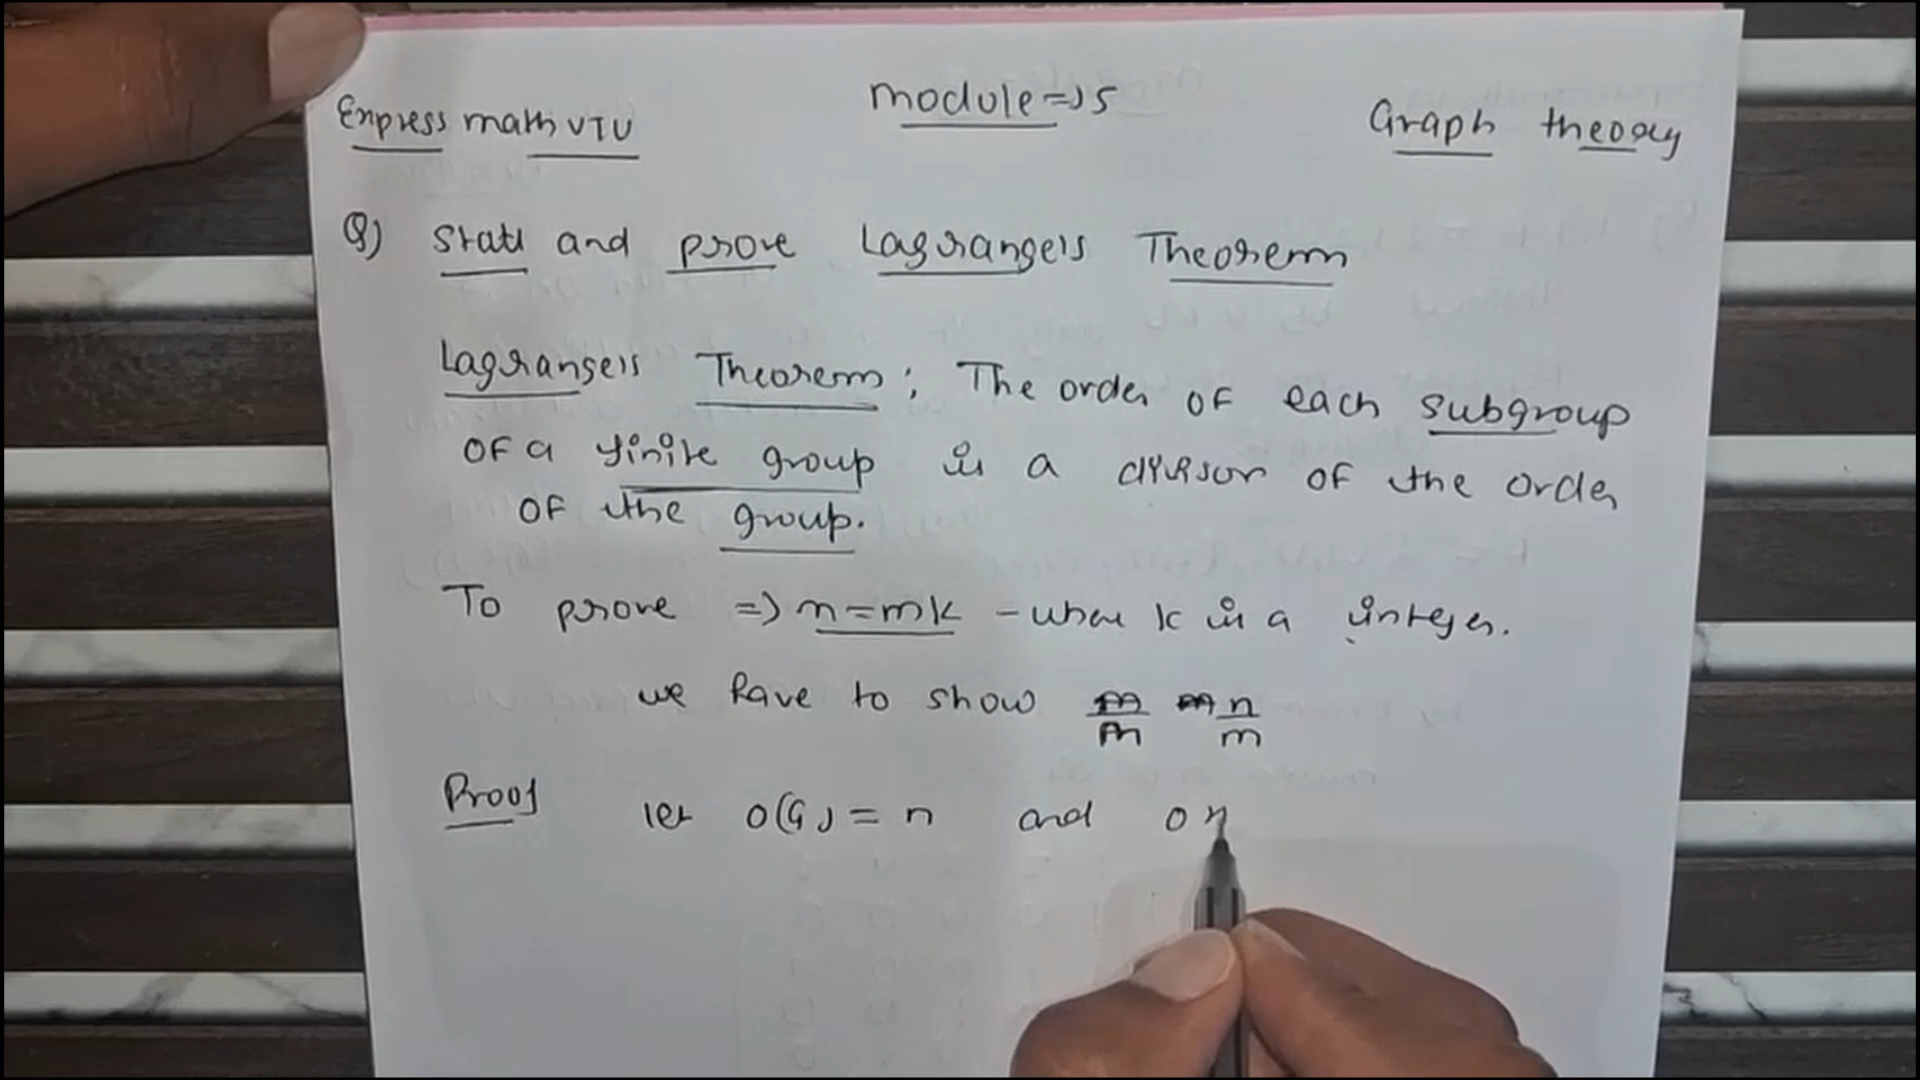 Express math VTU
module => 5
Graph theory
Q) State and prove Lagrange's Theorem
Lagrange's Theorem : The order of each subgroup
of a finite group is a divisor of the order
of the group.
To prove => n=mk - where k is a integer.
we have to show n/m
Proof let o(G) = n and o